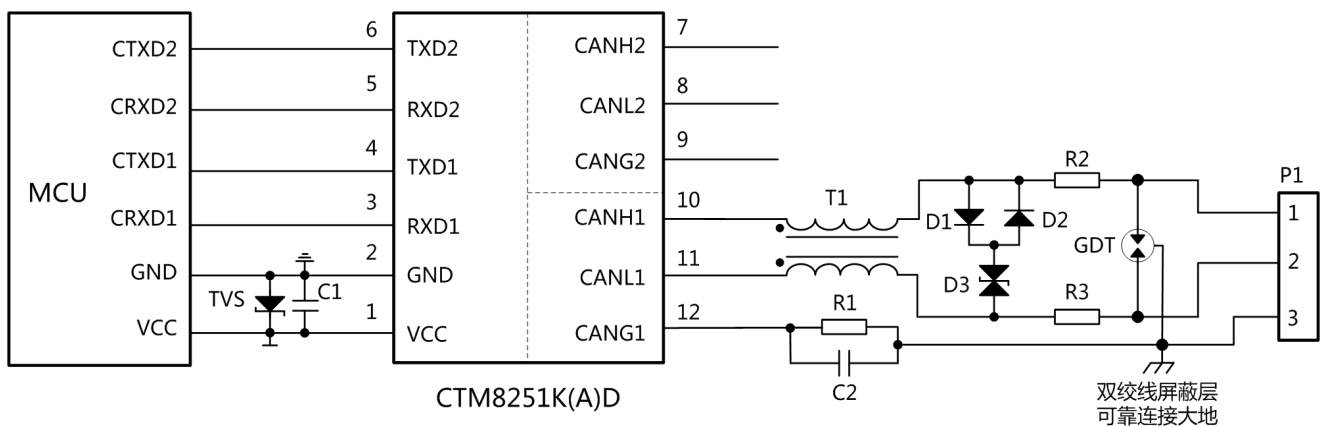 MCU
CTXD2
CRXD2
CTXD1
CRXD1
GND
VCC
TVS
C1
6
5
4
3
2
1
TXD2
RXD2
TXD1
RXD1
GND
VCC
CANH2
CANL2
CANG2
CANH1
CANL1
CANG1
CTM8251K(A)D
7
8
9
10
11
12
T1
R1
C2
D1
D2
D3
R2
R3
GDT
P1
1
2
3
双绞线屏蔽层
可靠连接大地